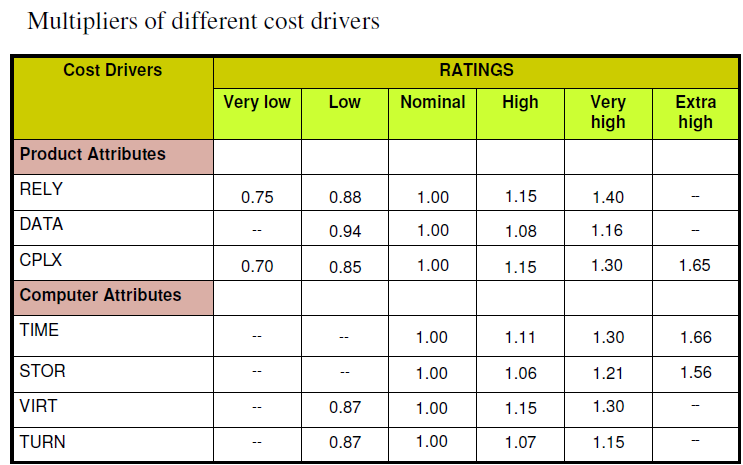 Multipliers of different cost drivers
Cost Drivers RATINGS
Very low Low Nominal High Very high Extra high
Product Attributes
RELY 0.75 0.88 1.00 1.15 1.40 --
DATA -- 0.94 1.00 1.08 1.16 --
CPLX 0.70 0.85 1.00 1.15 1.30 1.65
Computer Attributes
TIME -- -- 1.00 1.11 1.30 1.66
STOR -- -- 1.00 1.06 1.21 1.56
VIRT -- 0.87 1.00 1.15 1.30 --
TURN -- 0.87 1.00 1.07 1.15 --